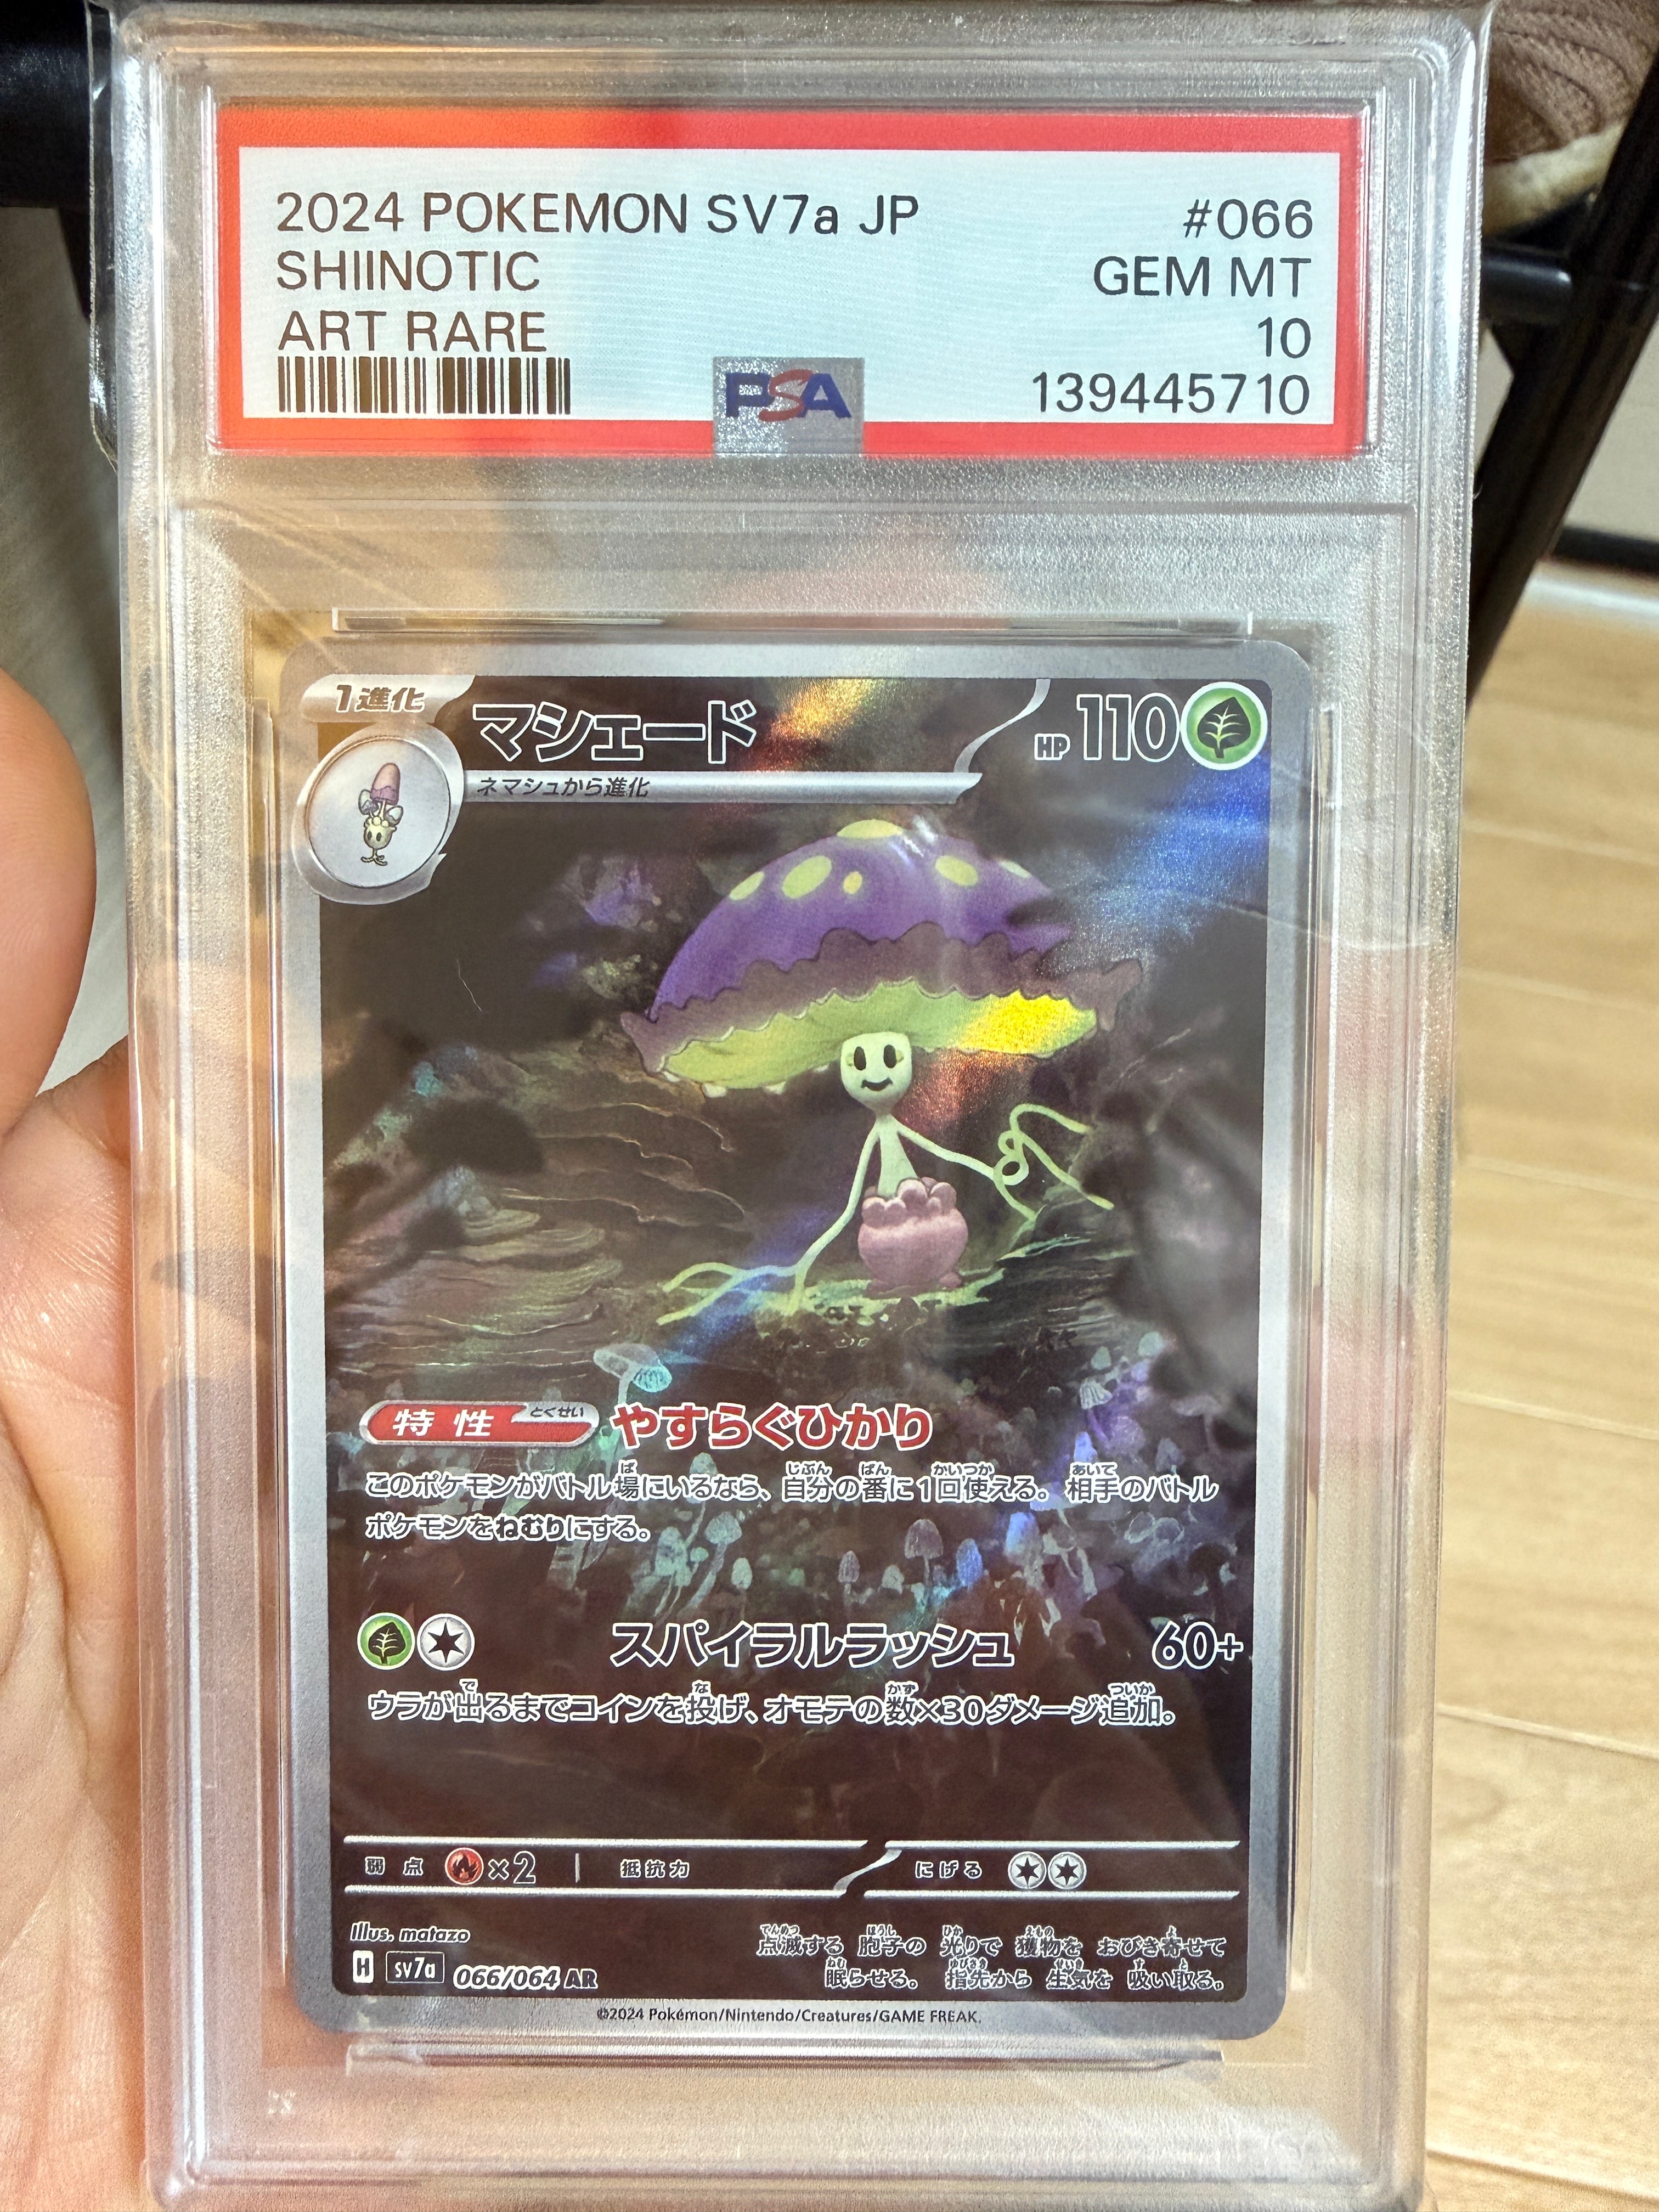 2024 POKEMON SV7a JP #066
SHIINOTIC GEM MT
ART RARE 10
PSA 139445710
1進化
マシェード HP 110
ネマシュから進化
特性 とくせい やすらぐひかり
このポケモンがバトル場にいるなら、自分の番に1回使える。相手のバトル
ポケモンをねむりにする。
スパイラルラッシュ 60+
ウラが出るまでコインを投げ、オモテの数×30ダメージ追加。
弱点 ×2 抵抗力 にげる
Illus. matazo
H sv7a 066/064 AR
点滅する 胞子の 光りで 獲物を おびき寄せて
眠らせる。 指先から 生気を 吸い取る。
©2024 Pokémon/Nintendo/Creatures/GAME FREAK.